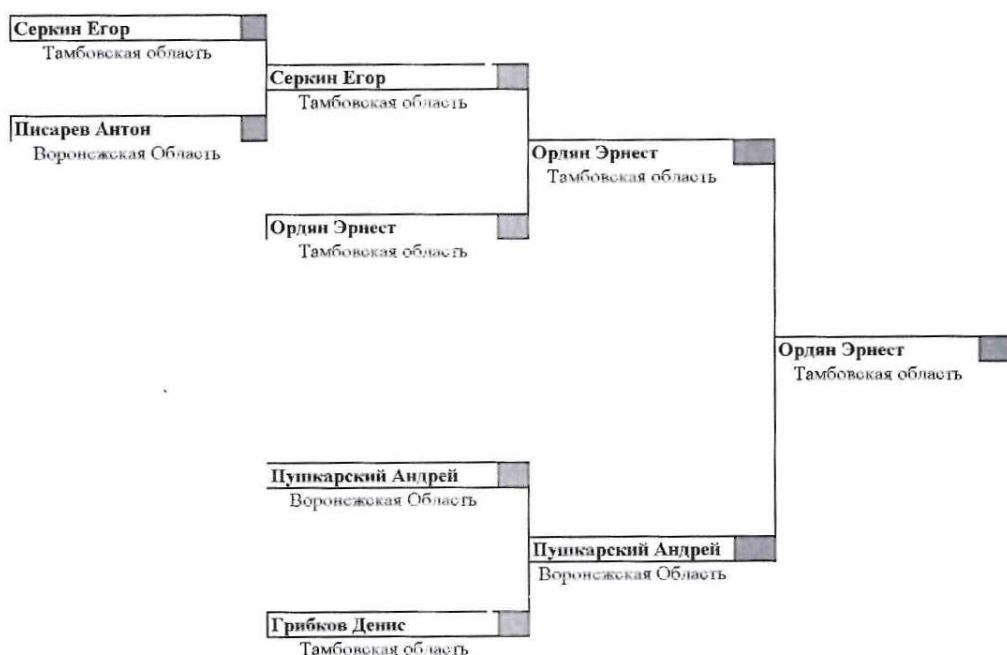 Серкин Егор
Тамбовская область
Серкин Егор
Тамбовская область
Писарев Антон
Воронежская Область
Ордян Эрнест
Тамбовская область
Ордян Эрнест
Тамбовская область
Ордян Эрнест
Тамбовская область
Пушкарский Андрей
Воронежская Область
Пушкарский Андрей
Воронежская Область
Грибков Денис
Тамбовская область